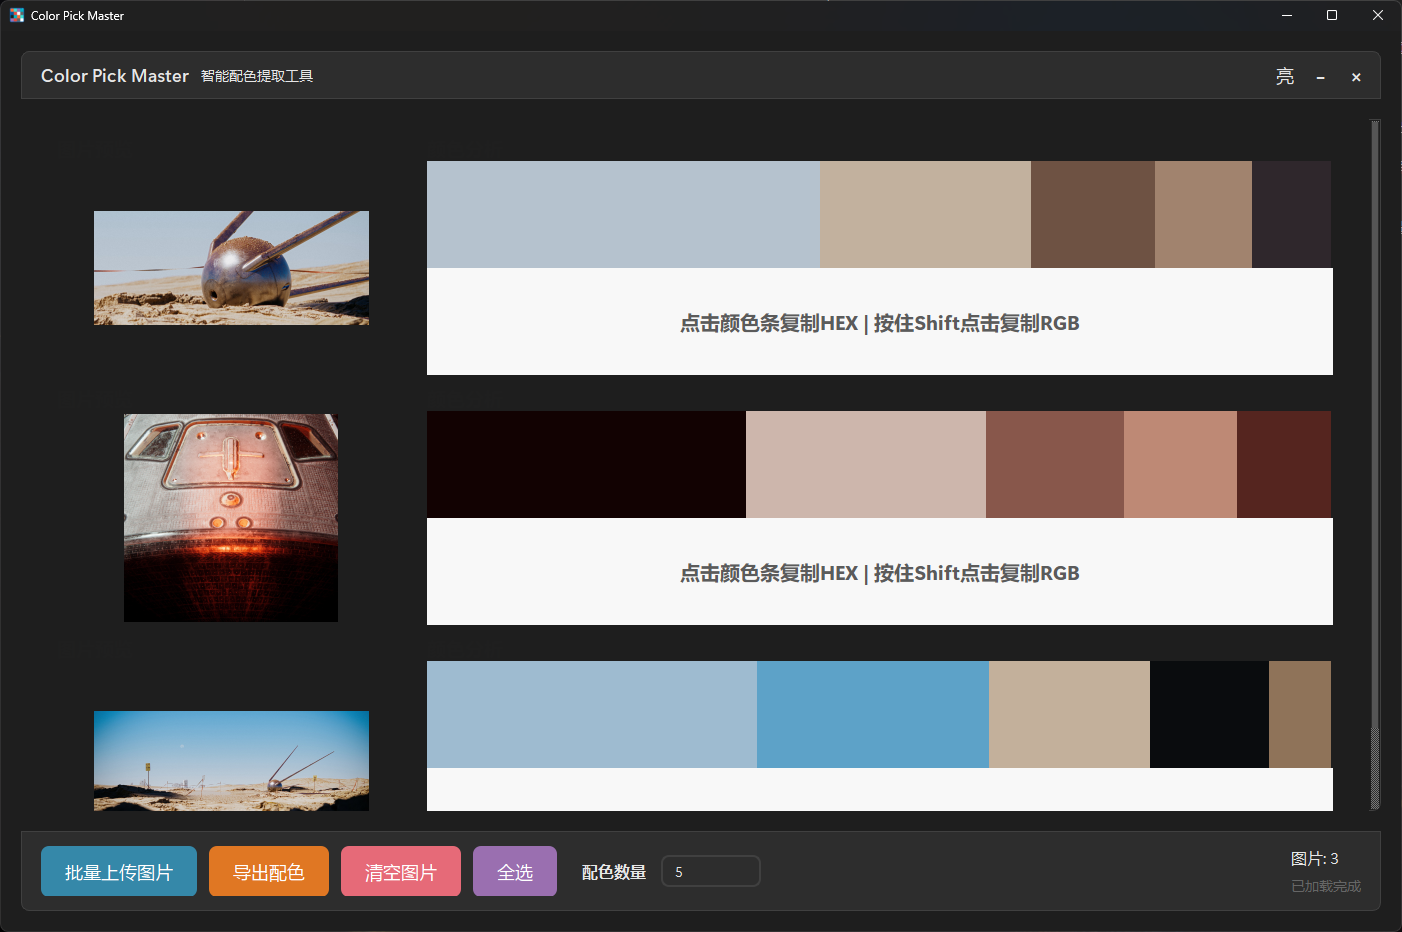 Color Pick Master
Color Pick Master 智能配色提取工具
亮
点击颜色条复制HEX | 按住Shift点击复制RGB
点击颜色条复制HEX | 按住Shift点击复制RGB
批量上传图片
导出配色
清空图片
全选
配色数量
5
图片: 3
已加载完成